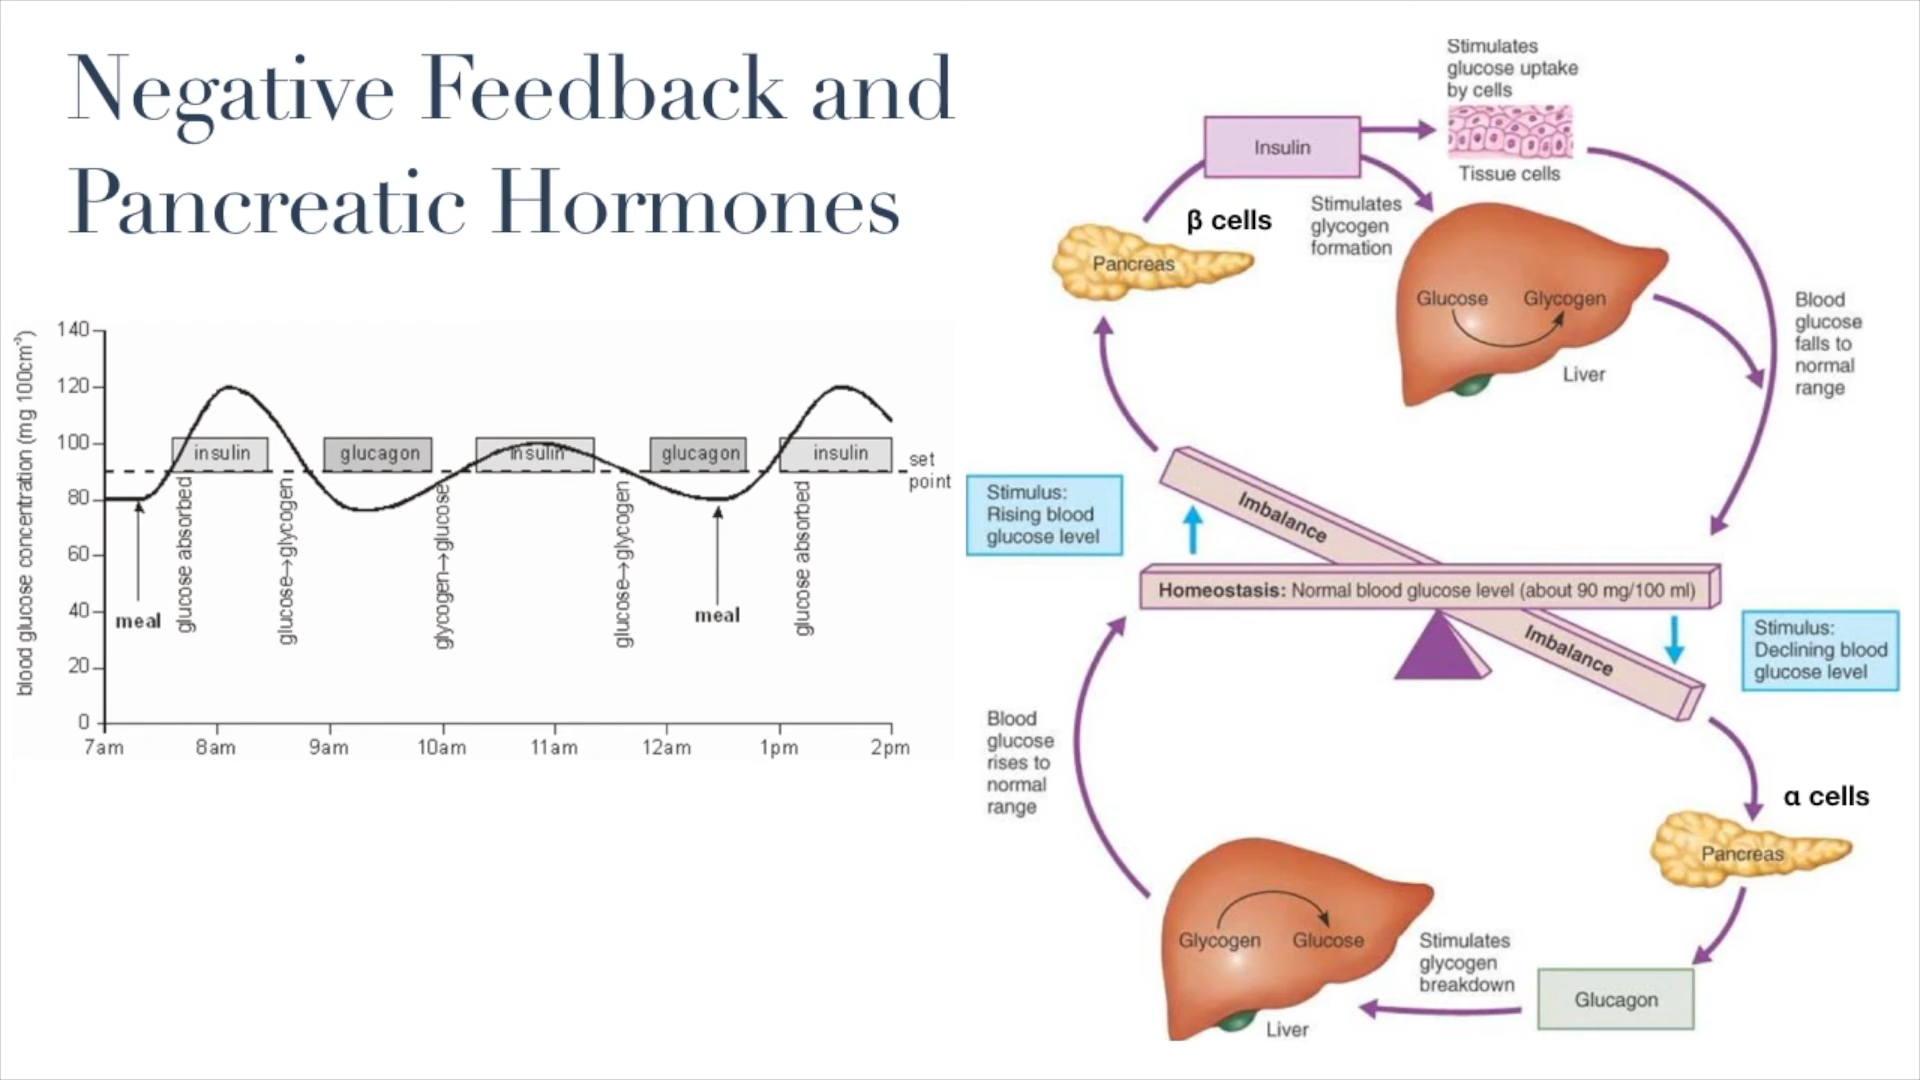 Negative Feedback and
Pancreatic Hormones
blood glucose concentration (mg 100cm⁻³)
140
120
100
80
60
40
20
0
7am
8am
9am
10am
11am
12am
1pm
2pm
insulin
glucagon
insulin
glucagon
insulin
set
point
glucose absorbed
glucose→glycogen
glycogen→glucose
glucose→glycogen
glucose absorbed
meal
meal
Stimulates
glucose uptake
by cells
Insulin
Tissue cells
β cells
Stimulates
glycogen
formation
Pancreas
Glucose
Glycogen
Liver
Blood
glucose
falls to
normal
range
Stimulus:
Rising blood
glucose level
Imbalance
Homeostasis: Normal blood glucose level (about 90 mg/100 ml)
Imbalance
Stimulus:
Declining blood
glucose level
Blood
glucose
rises to
normal
range
α cells
Pancreas
Glycogen
Glucose
Stimulates
glycogen
breakdown
Glucagon
Liver